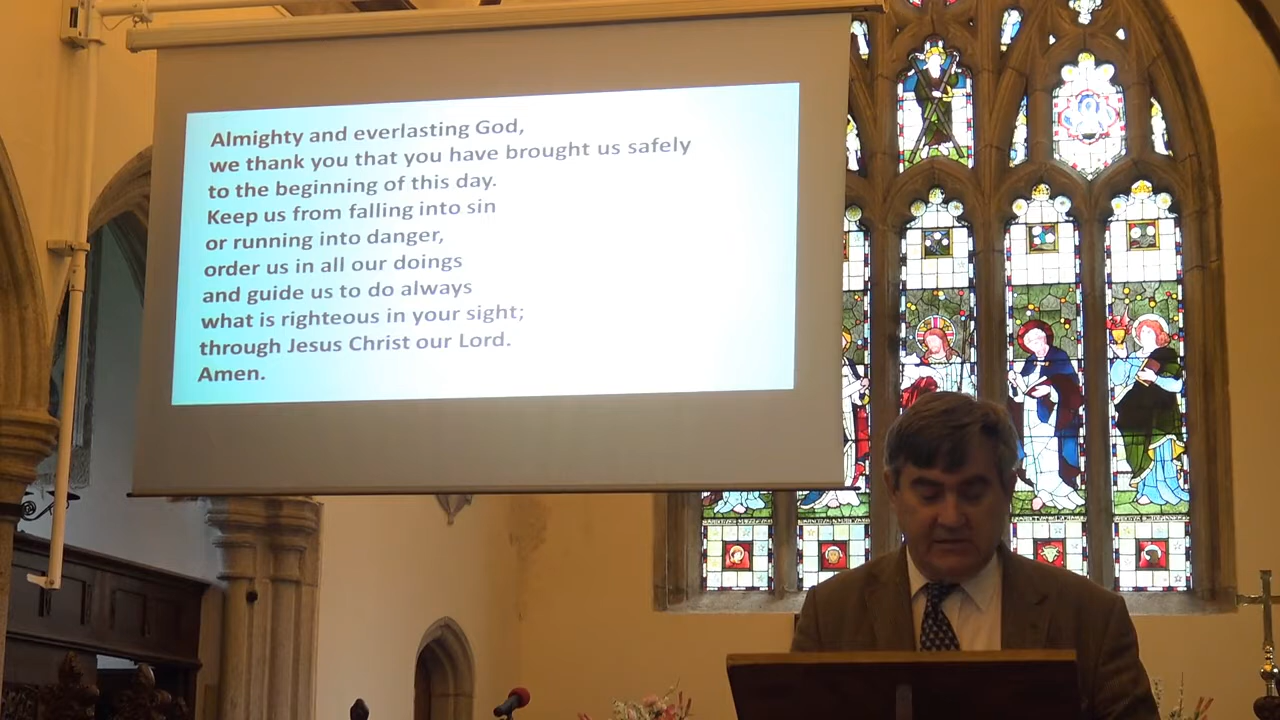 Almighty and everlasting God,
we thank you that you have brought us safely
to the beginning of this day.
Keep us from falling into sin
or running into danger,
order us in all our doings
and guide us to do always
what is righteous in your sight;
through Jesus Christ our Lord.
Amen.